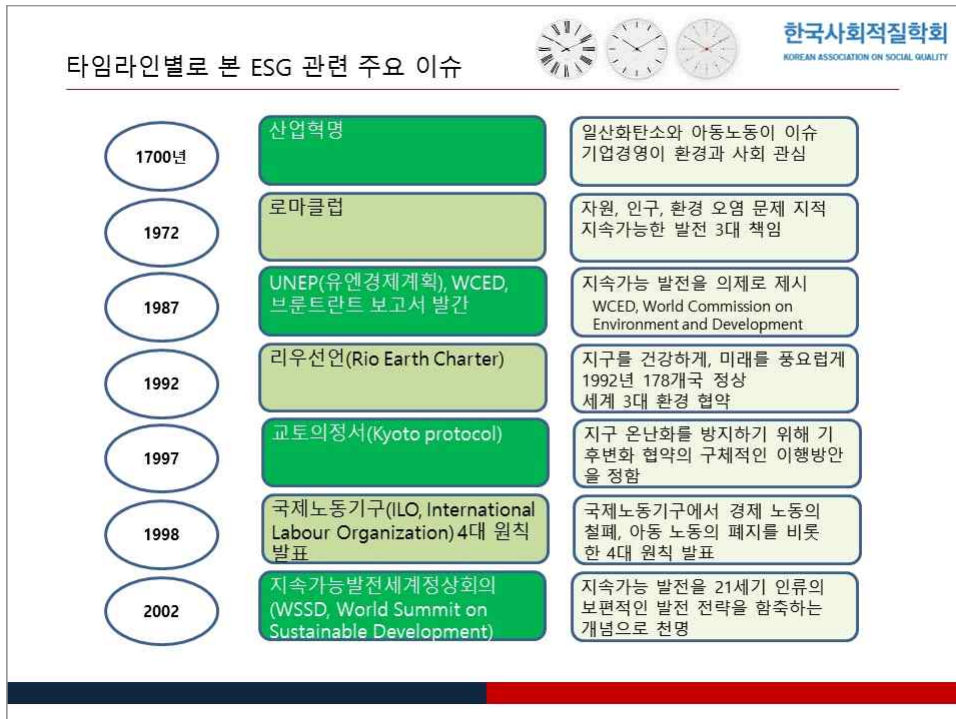 한국사회적질학회
KOREAN ASSOCIATION ON SOCIAL QUALITY
타임라인별로 본 ESG 관련 주요 이슈
1700년
산업혁명
일산화탄소와 아동노동이 이슈
기업경영이 환경과 사회 관심
1972
로마클럽
자원, 인구, 환경 오염 문제 지적
지속가능한 발전 3대 책임
1987
UNEP(유엔경제계획), WCED,
브룬트란트 보고서 발간
지속가능 발전을 의제로 제시
WCED, World Commission on
Environment and Development
1992
리우선언(Rio Earth Charter)
지구를 건강하게, 미래를 풍요럽게
1992년 178개국 정상
세계 3대 환경 협약
1997
교토의정서(Kyoto protocol)
지구 온난화를 방지하기 위해 기
후변화 협약의 구체적인 이행방안
을 정함
1998
국제노동기구(ILO, International
Labour Organization) 4대 원칙
발표
국제노동기구에서 경제 노동의
철폐, 아동 노동의 폐지를 비롯
한 4대 원칙 발표
2002
지속가능발전세계정상회의
(WSSD, World Summit on
Sustainable Development)
지속가능 발전을 21세기 인류의
보편적인 발전 전략을 함축하는
개념으로 천명